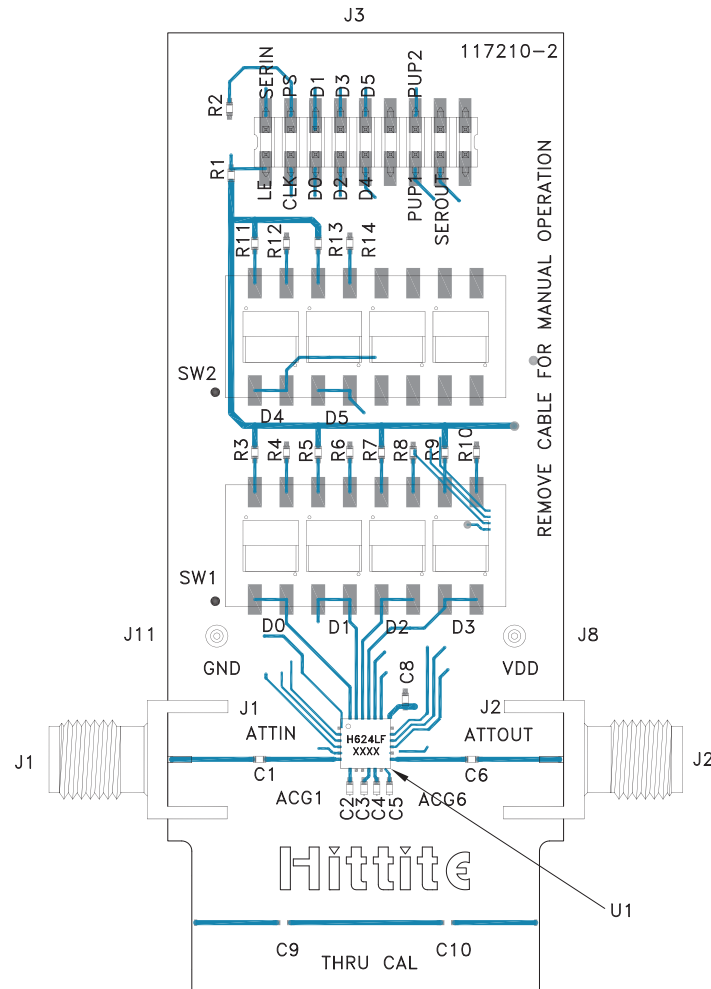 J3
117210-2
SERIN
PS
D1
D3
D5
PUP2
R2
R1
LE
CLK
D0
D2
D4
PUP1
SEROUT
R11
R12
R13
R14
REMOVE CABLE FOR MANUAL OPERATION
SW2
D4
D5
R3
R4
R5
R6
R7
R8
R9
R10
SW1
D0
D1
D2
D3
J11
J8
GND
VDD
C8
J1
J2
ATTIN
H624LF
XXXX
ATTOUT
J1
J2
C1
C6
ACG1
C2
C3
C4
C5
ACG6
Hittite
U1
C9
C10
THRU CAL